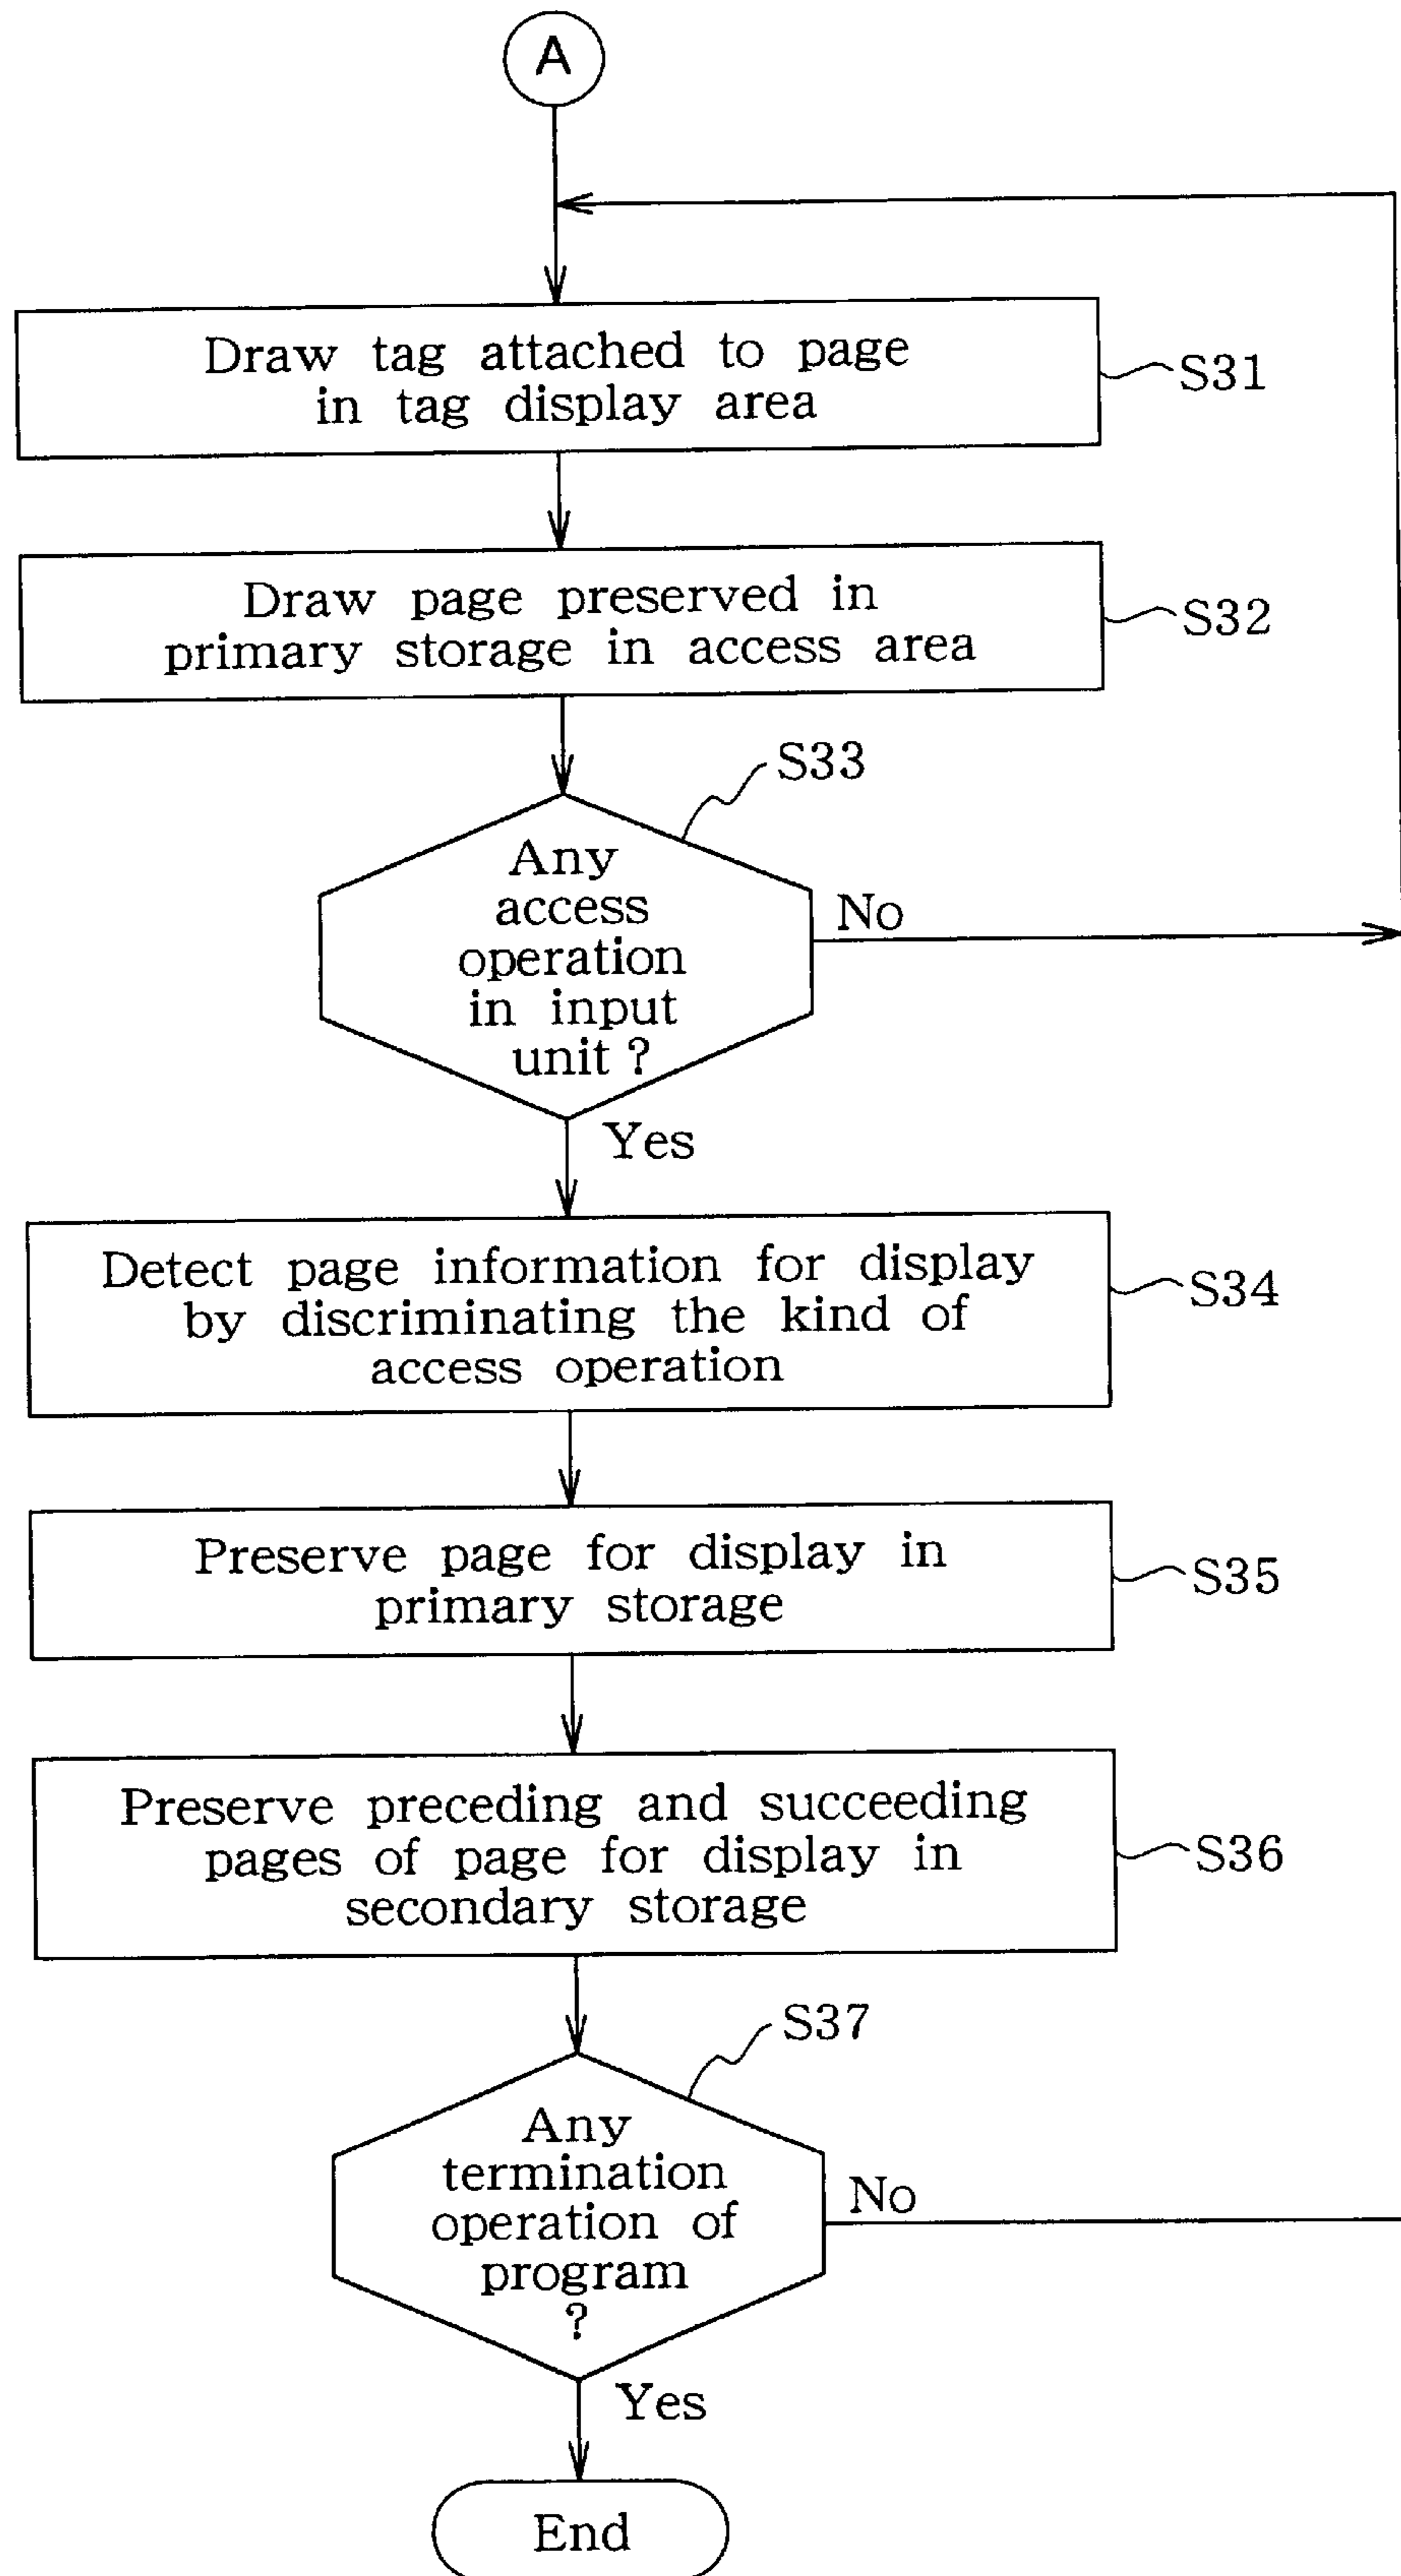 A
Draw tag attached to page
in tag display area
S31
Draw page preserved in
primary storage in access area
S32
S33
Any
access
operation
in input
unit ?
No
Yes
Detect page information for display
by discriminating the kind of
access operation
S34
Preserve page for display in
primary storage
S35
Preserve preceding and succeeding
pages of page for display in
secondary storage
S36
S37
Any
termination
operation of
program
?
No
Yes
End